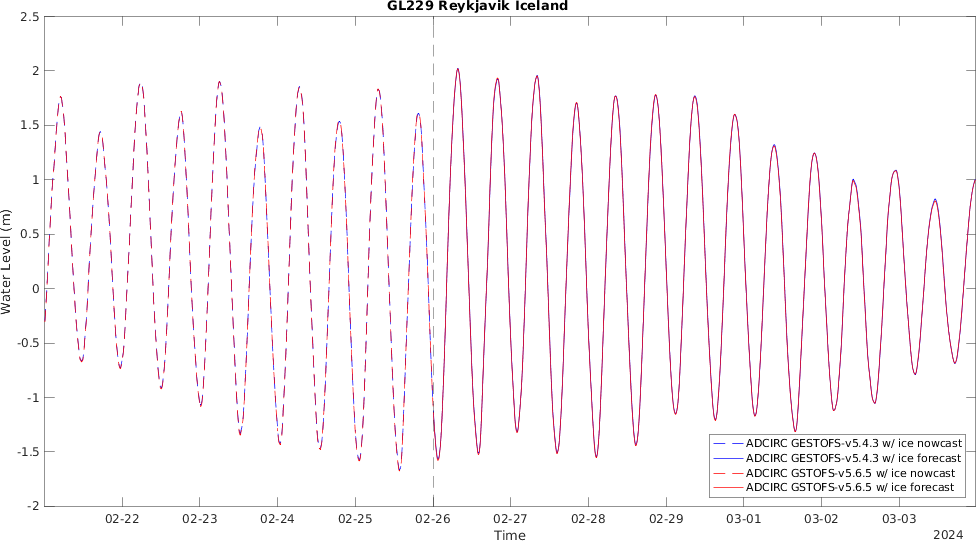 GL229 Reykjavik Iceland
2.5
2
1.5
1
0.5
0
-0.5
-1
-1.5
-2
Water Level (m)
ADCIRC GESTOFS-v5.4.3 w/ ice nowcast
ADCIRC GESTOFS-v5.4.3 w/ ice forecast
ADCIRC GSTOFS-v5.6.5 w/ ice nowcast
ADCIRC GSTOFS-v5.6.5 w/ ice forecast
02-22 02-23 02-24 02-25 02-26 02-27 02-28 02-29 03-01 03-02 03-03
Time
2024